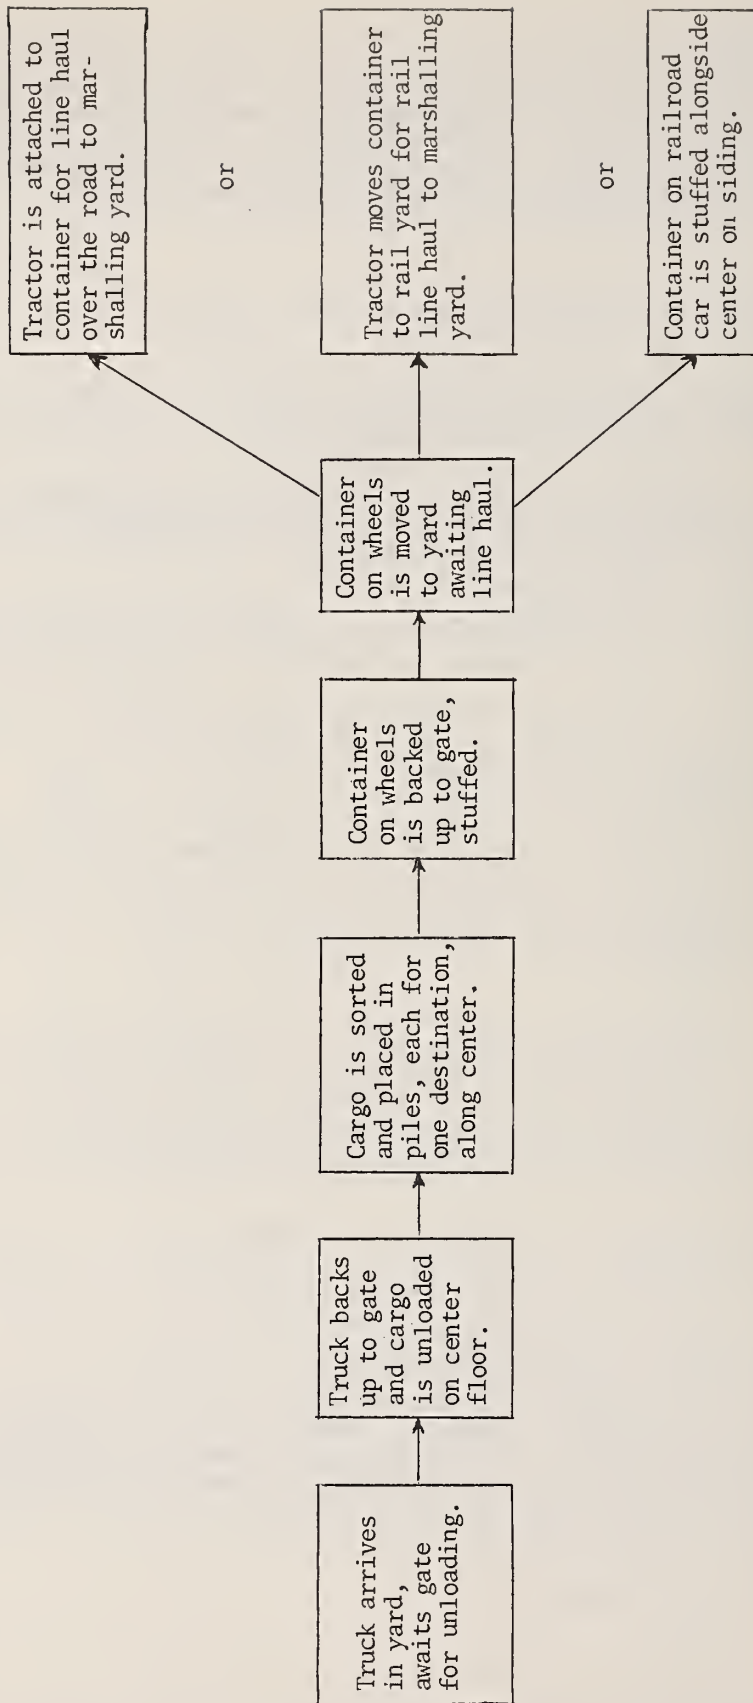 Truck arrives
in yard,
awaits gate
for unloading.
Truck backs
up to gate
and cargo
is unloaded
on center
floor.
Cargo is sorted
and placed in
piles, each for
one destination,
along center.
Container
on wheels
is backed
up to gate,
stuffed.
Container
on wheels
is moved
to yard
awaiting
line haul.
Tractor is attached to
container for line haul
over the road to mar-
shalling yard.
or
Tractor moves container
to rail yard for rail
line haul to marshalling
yard.
or
Container on railroad
car is stuffed alongside
center on siding.